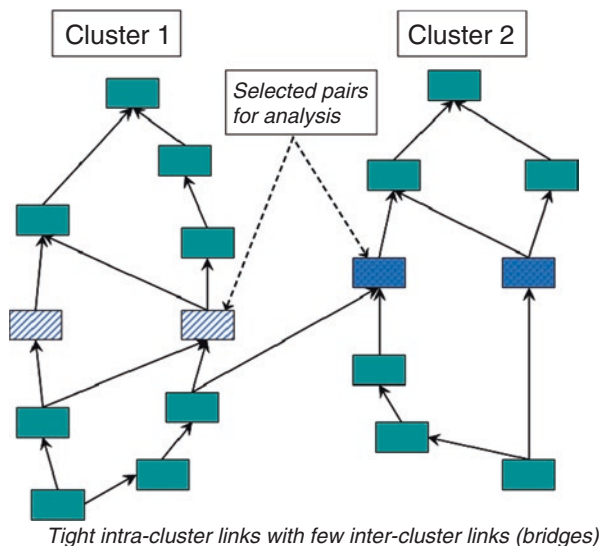 Cluster 1
Cluster 2
Selected pairs
for analysis
Tight intra-cluster links with few inter-cluster links (bridges)